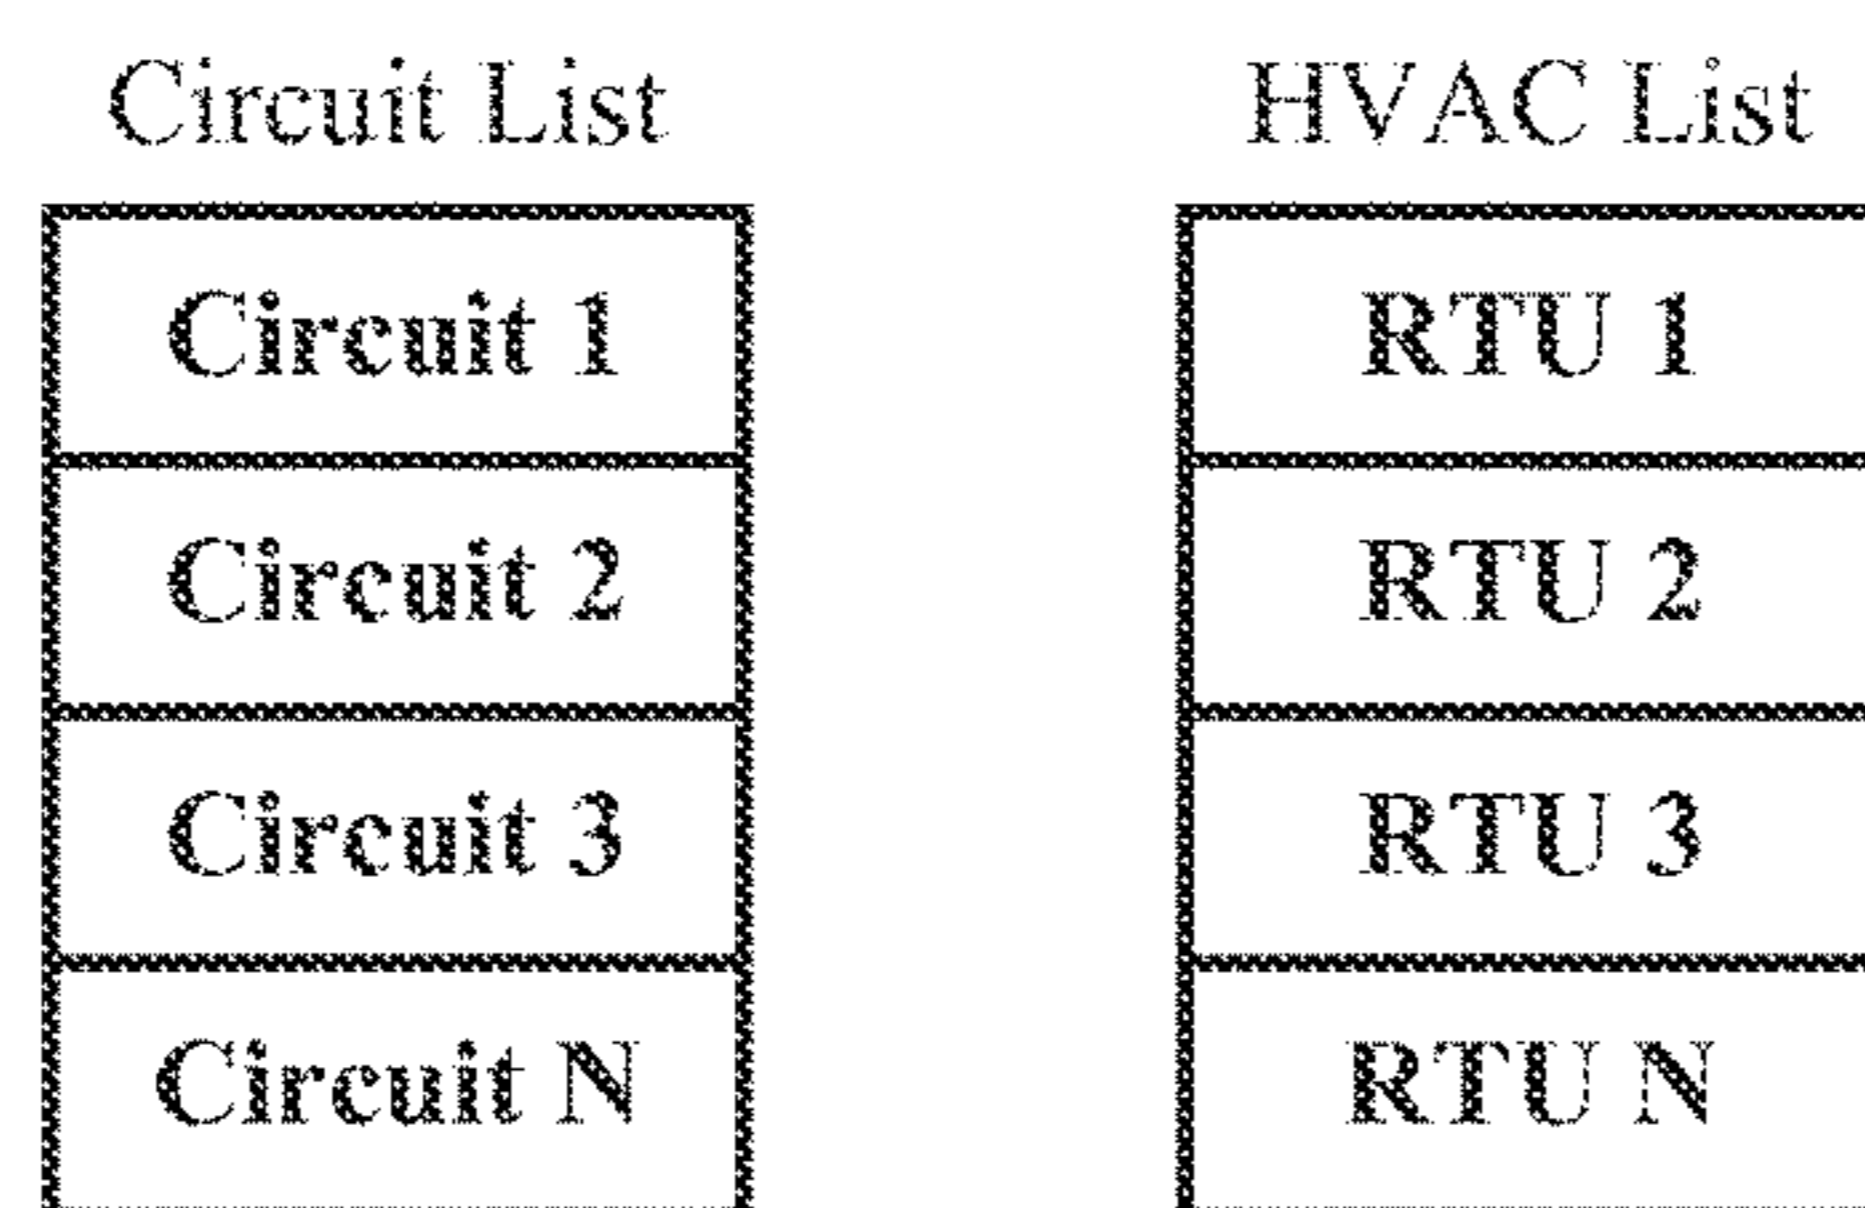 Circuit List
Circuit 1
Circuit 2
Circuit 3
Circuit N
HVAC List
RTU 1
RTU 2
RTU 3
RTU N